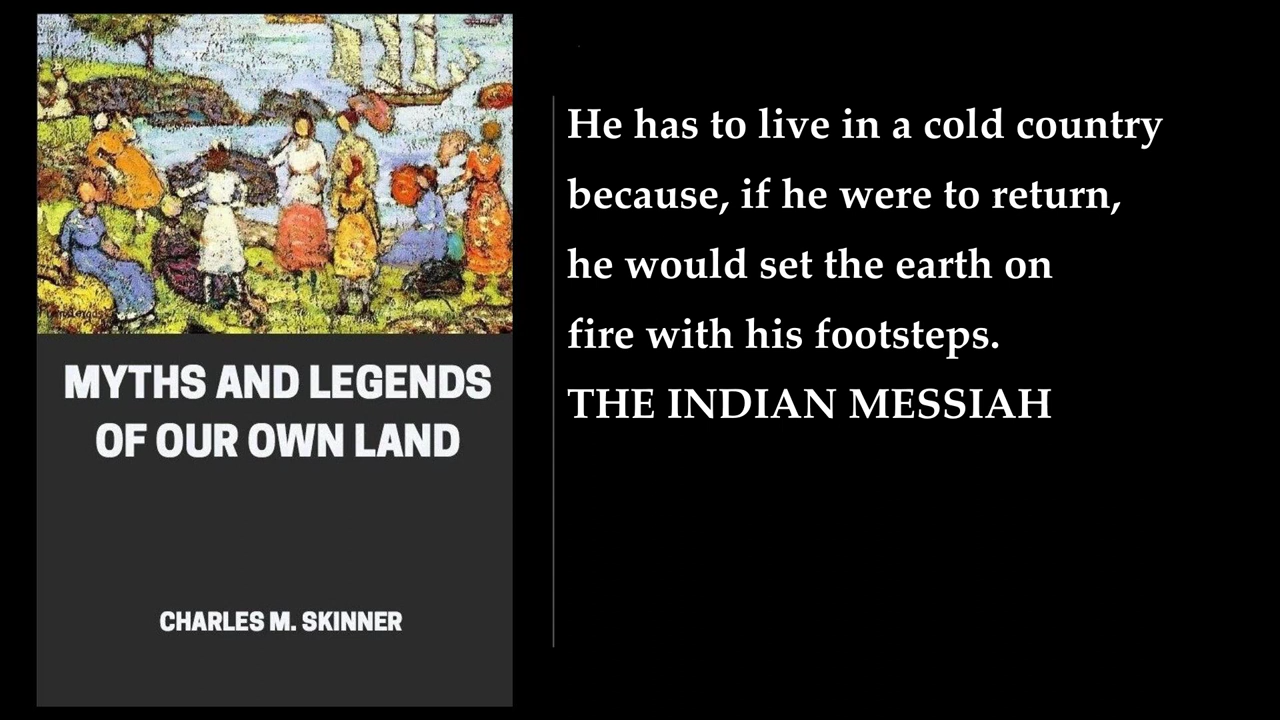 MYTHS AND LEGENDS
OF OUR OWN LAND
CHARLES M. SKINNER
He has to live in a cold country
because, if he were to return,
he would set the earth on
fire with his footsteps.
THE INDIAN MESSIAH